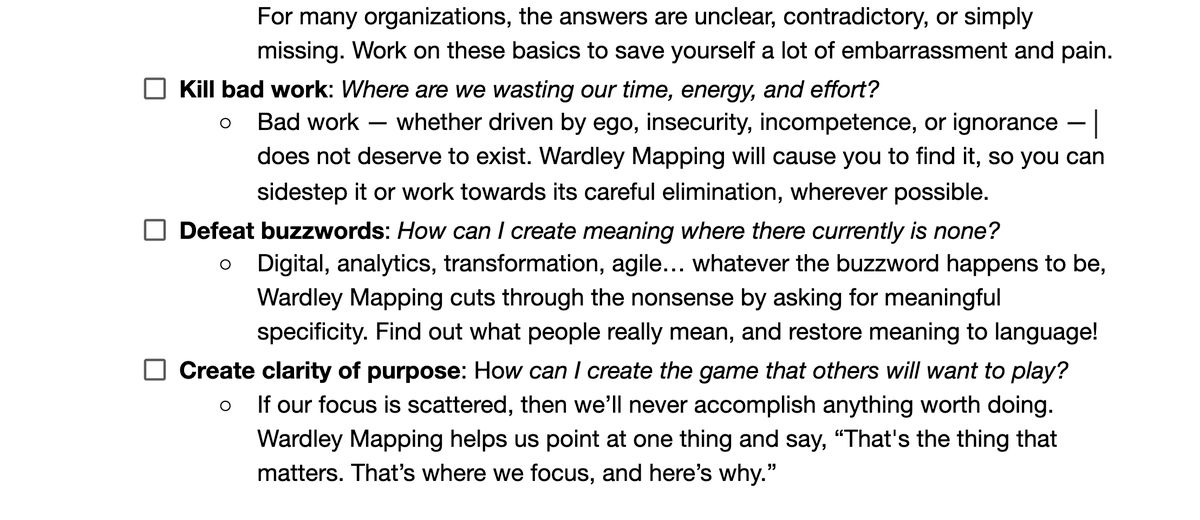 For many organizations, the answers are unclear, contradictory, or simply
missing. Work on these basics to save yourself a lot of embarrassment and pain.
Kill bad work: Where are we wasting our time, energy, and effort?
Bad work — whether driven by ego, insecurity, incompetence, or ignorance —
does not deserve to exist. Wardley Mapping will cause you to find it, so you can
sidestep it or work towards its careful elimination, wherever possible.
Defeat buzzwords: How can I create meaning where there currently is none?
Digital, analytics, transformation, agile… whatever the buzzword happens to be,
Wardley Mapping cuts through the nonsense by asking for meaningful
specificity. Find out what people really mean, and restore meaning to language!
Create clarity of purpose: How can I create the game that others will want to play?
If our focus is scattered, then we’ll never accomplish anything worth doing.
Wardley Mapping helps us point at one thing and say, “That's the thing that
matters. That’s where we focus, and here’s why.”